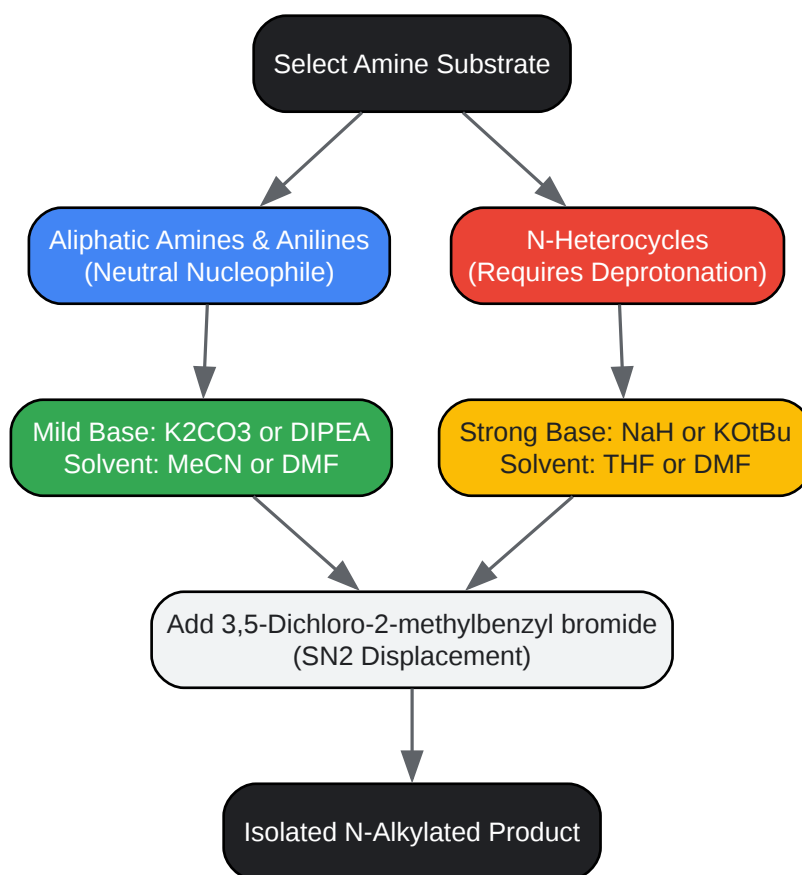 Select Amine Substrate
Aliphatic Amines & Anilines
(Neutral Nucleophile)
N-Heterocycles
(Requires Deprotonation)
Mild Base: K2CO3 or DIPEA
Solvent: MeCN or DMF
Strong Base: NaH or KOtBu
Solvent: THF or DMF
Add 3,5-Dichloro-2-methylbenzyl bromide
(SN2 Displacement)
Isolated N-Alkylated Product